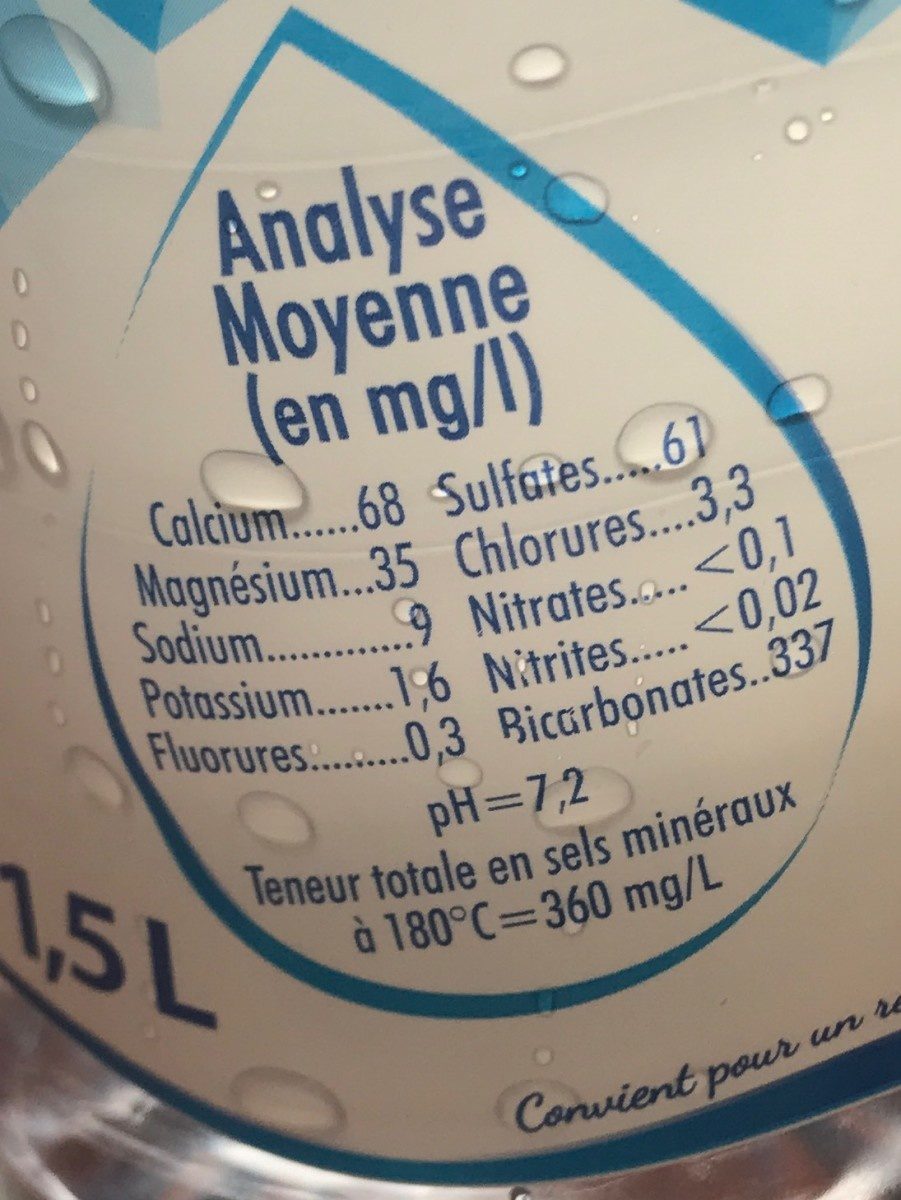 Analyse
Moyenne
(en mg/l)
Calcium......68 Sulfates......61
Magnésium...35 Chlorures....3,3
Sodium.............9 Nitrates......<0,1
Potassium.......1,6 Nitrites.....<0,02
Fluorures..........0,3 Bicarbonates..337
pH=7,2
Teneur totale en sels minéraux
à 180°C=360 mg/L
1,5 L
Convient pour un